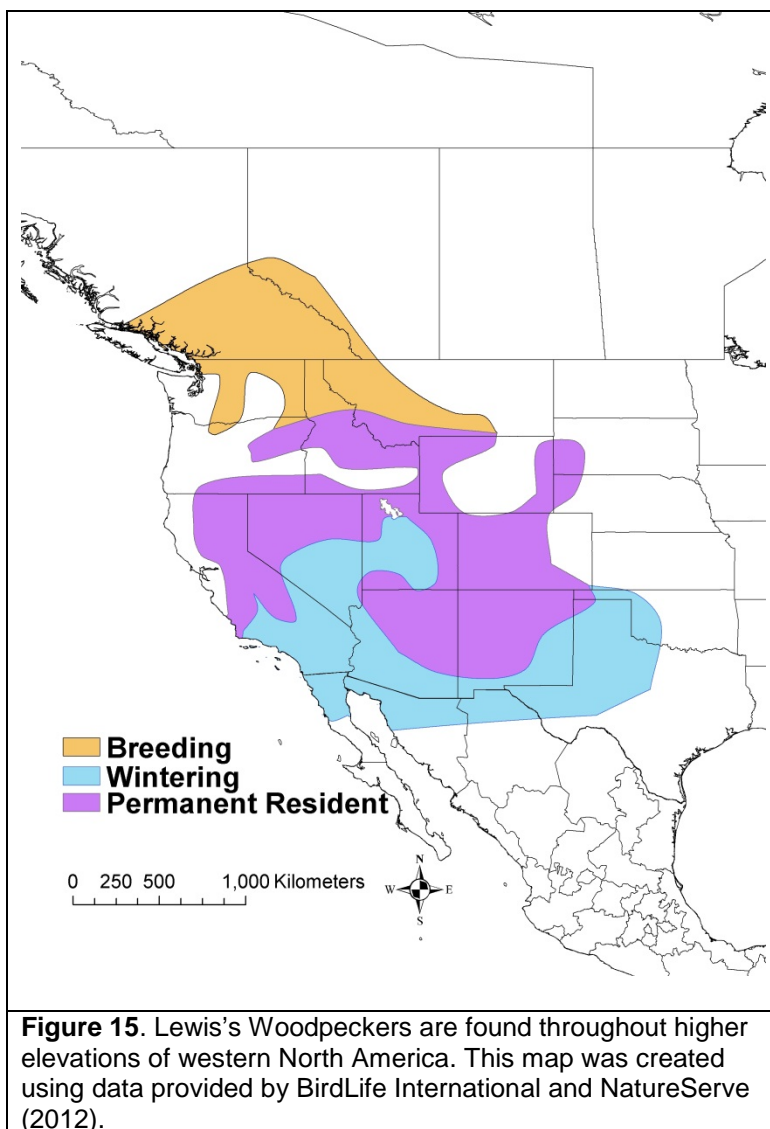 Breeding
Wintering
Permanent Resident
0 250 500 1,000 Kilometers
N
W E
S
Figure 15. Lewis's Woodpeckers are found throughout higher
elevations of western North America. This map was created
using data provided by BirdLife International and NatureServe
(2012).